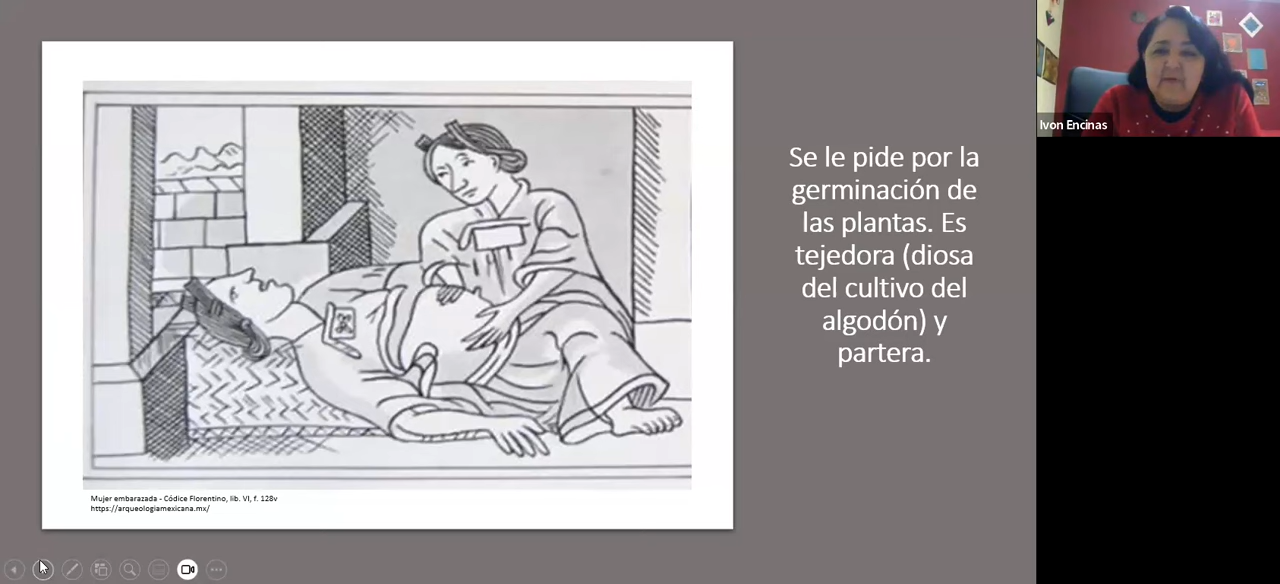 Ivon Encinas
Se le pide por la
germinación de
las plantas. Es
tejedora (diosa
del cultivo del
algodón) y
partera.
Mujer embarazada - Códice Florentino, lib. VI, f. 128v
https://arqueologiamexicana.mx/